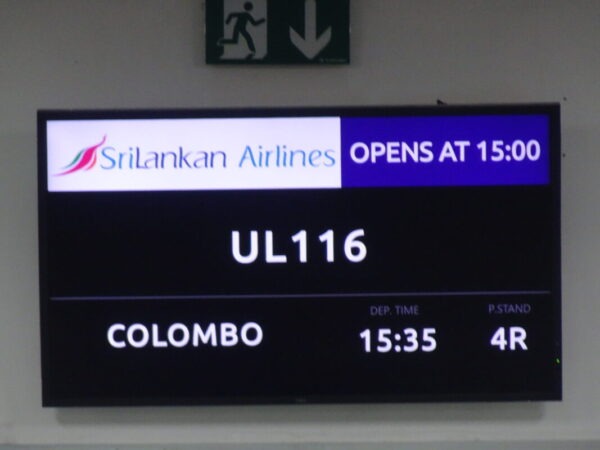 SriLankan Airlines
OPENS AT 15:00
UL116
DEP. TIME
P.STAND
COLOMBO
15:35
4R